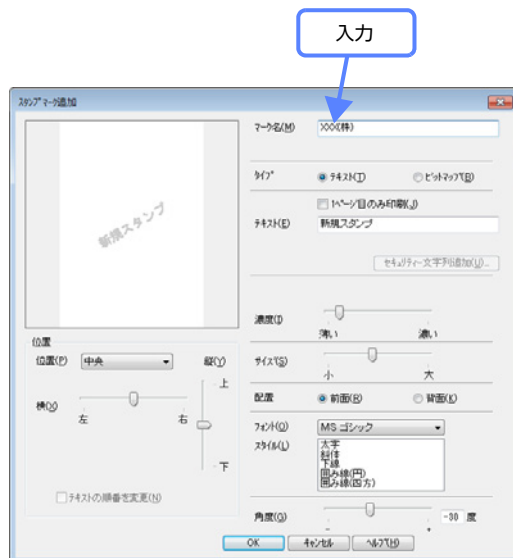 入力
スタンプマーク追加
マーク名(M) XXX(株)
タイプ テキスト(T) ビットマップ(B)
1ページ目のみ印刷(J)
テキスト(E) 新規スタンプ
セキュリティー文字列追加(U)...
新規スタンプ
濃度(I)
薄い 濃い
サイズ(S)
小 大
配置 前面(R) 背面(K)
フォント(O) MS ゴシック
スタイル(L) 太字
斜体
下線
囲み線(円)
囲み線(四方)
角度(G) -30 度
- +
位置
位置(P) 中央 縦(Y)
上
横(X)
左 右
下
テキストの順番を変更(N)
OK キャンセル ヘルプ(H)